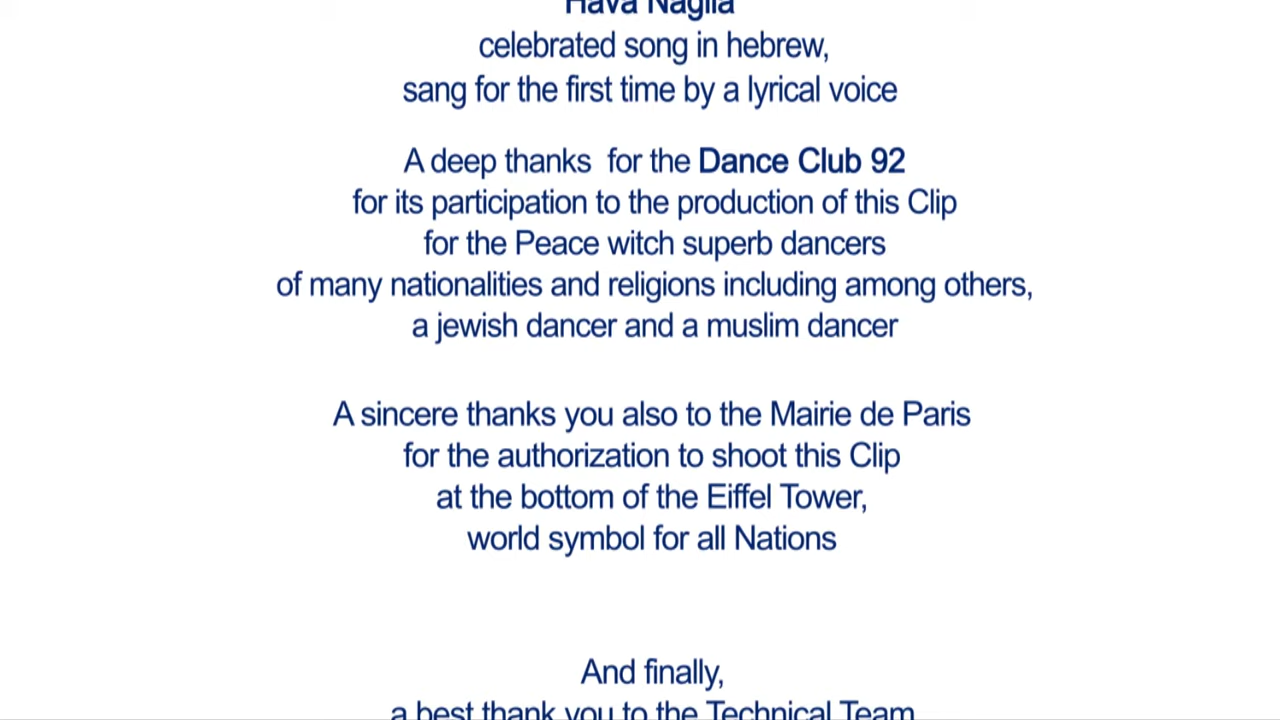 Hava Nagila
celebrated song in hebrew,
sang for the first time by a lyrical voice
A deep thanks  for the Dance Club 92
for its participation to the production of this Clip
for the Peace witch superb dancers
of many nationalities and religions including among others,
a jewish dancer and a muslim dancer
A sincere thanks you also to the Mairie de Paris
for the authorization to shoot this Clip
at the bottom of the Eiffel Tower,
world symbol for all Nations
And finally,
a best thank you to the Technical Team